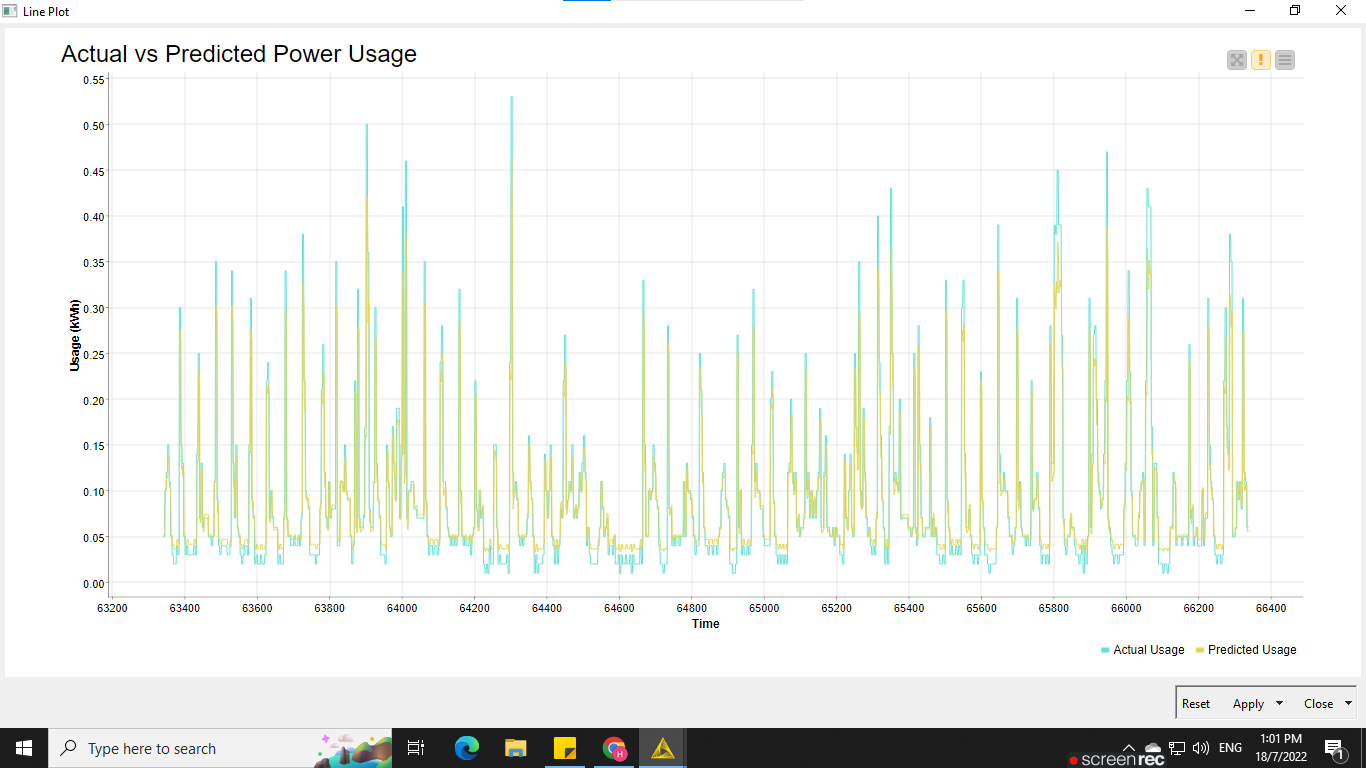 Line Plot
Actual vs Predicted Power Usage
!
0.55
0.50
0.45
0.40
0.35
0.30
0.25
0.20
0.15
0.10
0.05
0.00
Usage (kWh)
63200 63400 63600 63800 64000 64200 64400 64600 64800 65000 65200 65400 65600 65800 66000 66200 66400
Time
Actual Usage Predicted Usage
Reset Apply Close
Type here to search
H
ENG
1:01 PM
18/7/2022
1
screenrec